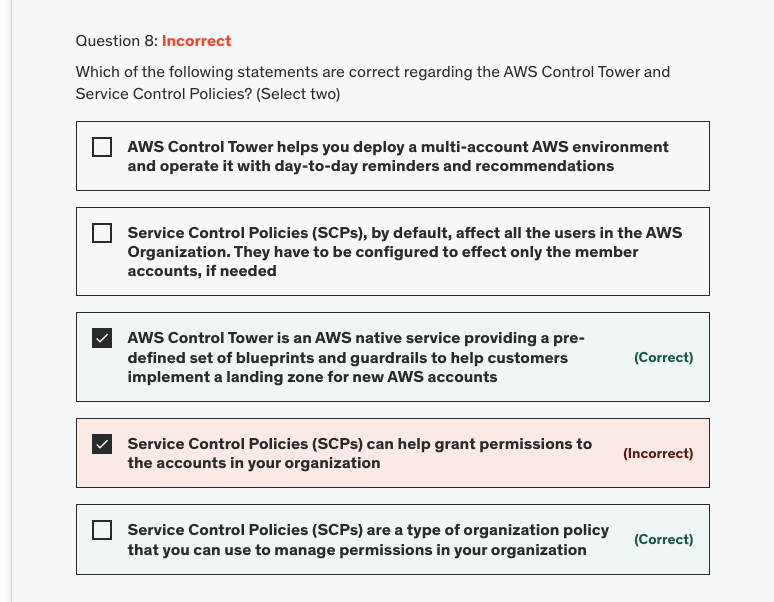 Question 8: Incorrect
Which of the following statements are correct regarding the AWS Control Tower and
Service Control Policies? (Select two)
AWS Control Tower helps you deploy a multi-account AWS environment
and operate it with day-to-day reminders and recommendations
Service Control Policies (SCPs), by default, affect all the users in the AWS
Organization. They have to be configured to effect only the member
accounts, if needed
AWS Control Tower is an AWS native service providing a pre-
defined set of blueprints and guardrails to help customers
implement a landing zone for new AWS accounts
(Correct)
Service Control Policies (SCPs) can help grant permissions to
the accounts in your organization
(Incorrect)
Service Control Policies (SCPs) are a type of organization policy
that you can use to manage permissions in your organization
(Correct)